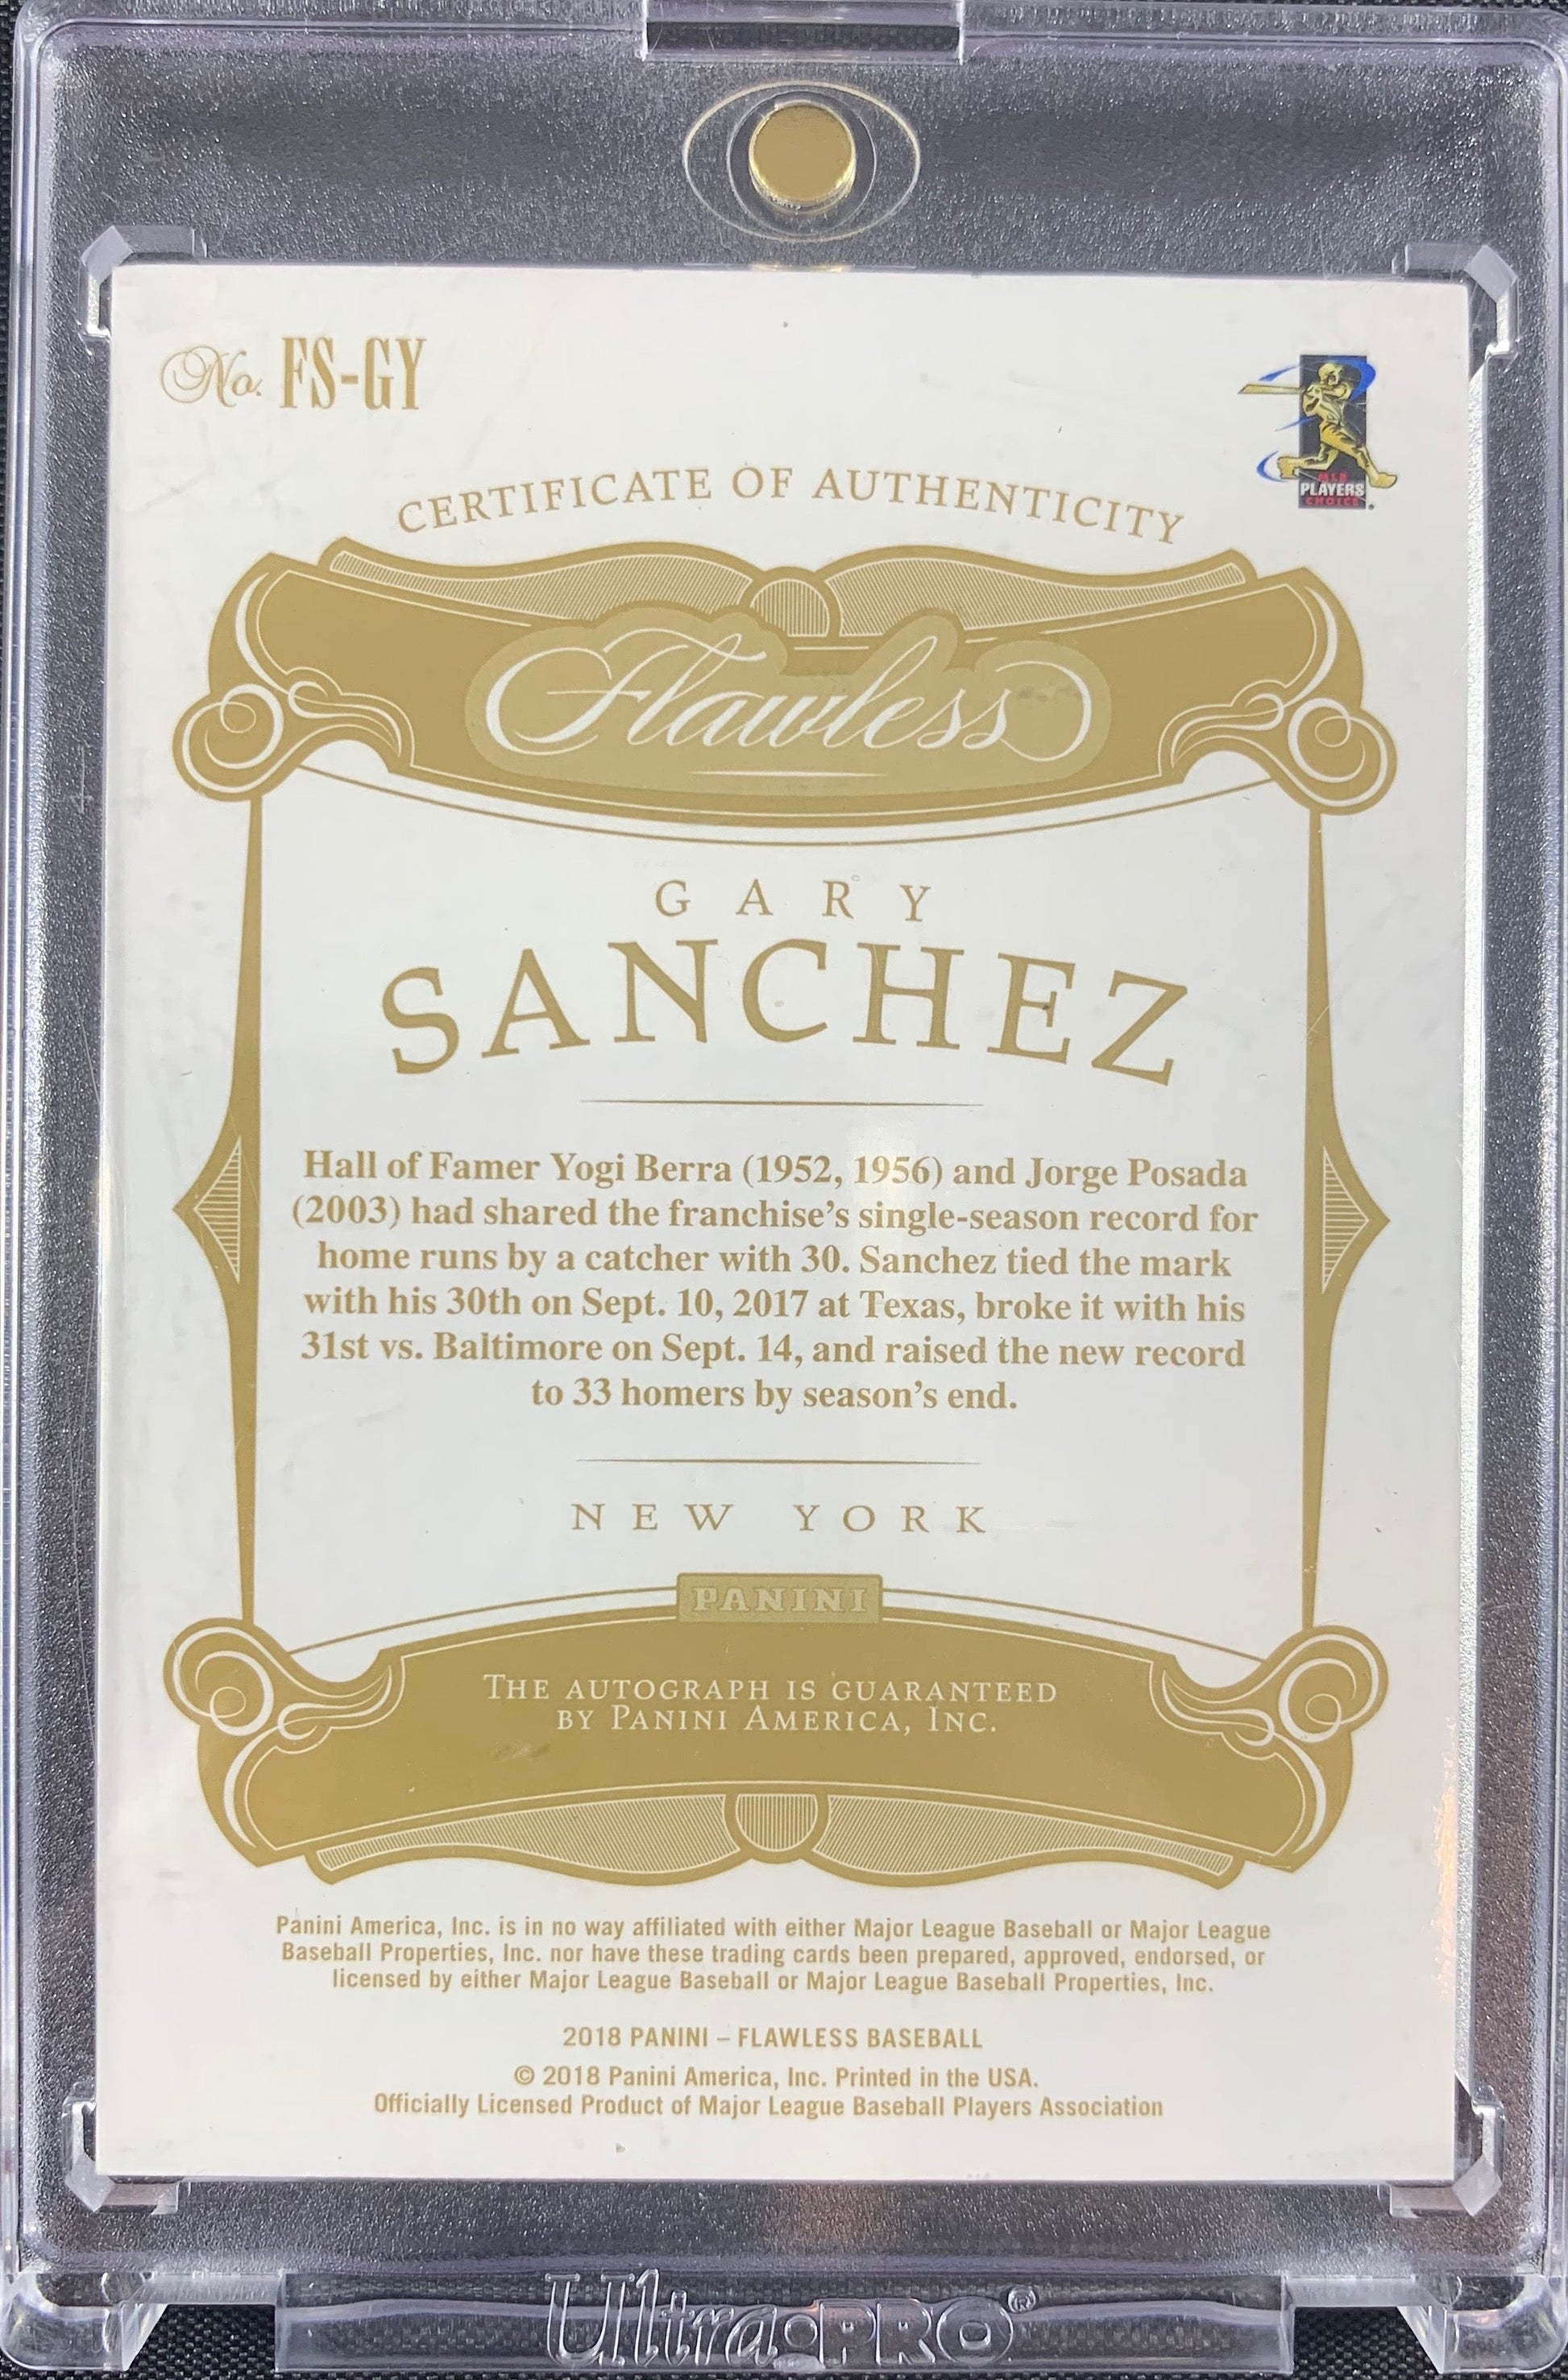 No. FS-GY
MLB
PLAYERS
CHOICE
CERTIFICATE OF AUTHENTICITY
Flawless
GARY
SANCHEZ
Hall of Famer Yogi Berra (1952, 1956) and Jorge Posada
(2003) had shared the franchise's single-season record for
home runs by a catcher with 30. Sanchez tied the mark
with his 30th on Sept. 10, 2017 at Texas, broke it with his
31st vs. Baltimore on Sept. 14, and raised the new record
to 33 homers by season's end.
NEW YORK
PANINI
THE AUTOGRAPH IS GUARANTEED
BY PANINI AMERICA, INC.
Panini America, Inc. is in no way affiliated with either Major League Baseball or Major League
Baseball Properties, Inc. nor have these trading cards been prepared, approved, endorsed, or
licensed by either Major League Baseball or Major League Baseball Properties, Inc.
2018 PANINI – FLAWLESS BASEBALL
© 2018 Panini America, Inc. Printed in the USA.
Officially Licensed Product of Major League Baseball Players Association
Ultra·PRO®